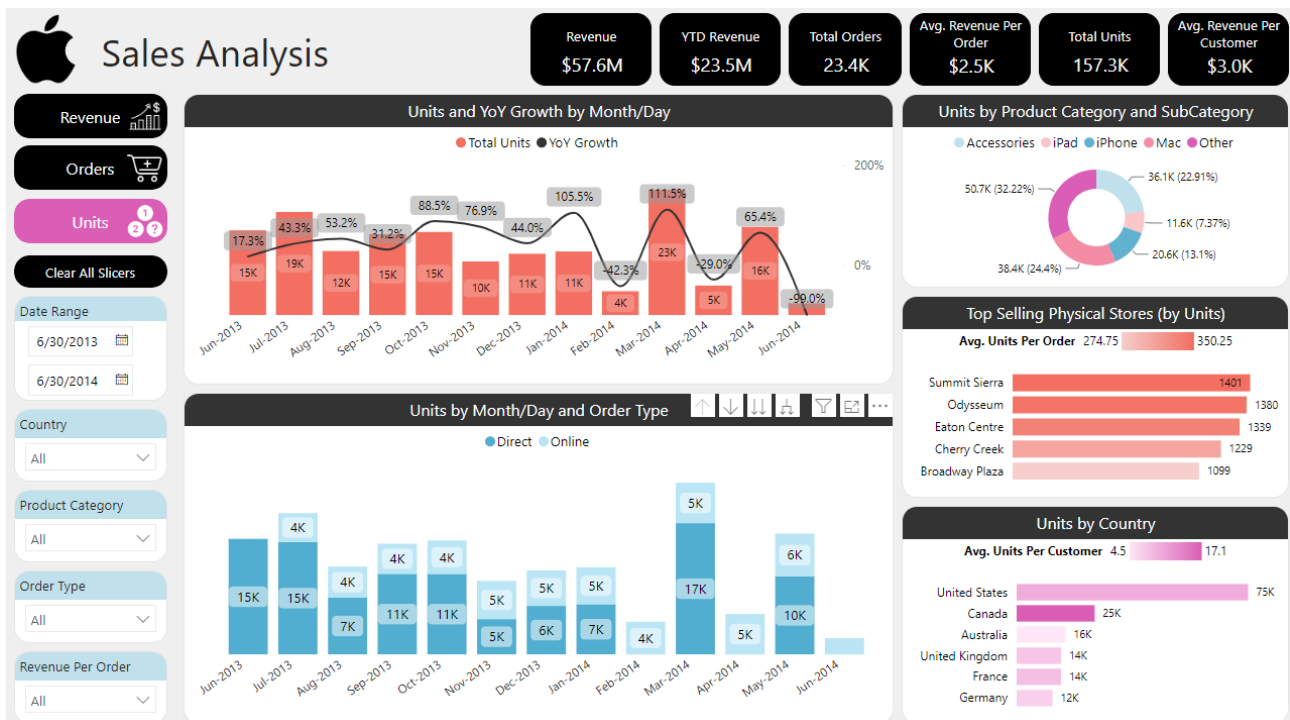 Sales Analysis
Revenue
$57.6M
YTD Revenue
$23.5M
Total Orders
23.4K
Avg. Revenue Per
Order
$2.5K
Total Units
157.3K
Avg. Revenue Per
Customer
$3.0K
Revenue
Orders
Units
1
2 ?
Clear All Slicers
Date Range
6/30/2013
6/30/2014
Country
All
Product Category
All
Order Type
All
Revenue Per Order
All
Units and YoY Growth by Month/Day
Total Units YoY Growth
200%
0%
17.3% 43.3% 53.2% 31.2% 88.5% 76.9% 44.0% 105.5% -42.3% 111.5% -29.0% 65.4% -99.0%
15K 19K 12K 15K 15K 10K 11K 11K 4K 23K 5K 16K
Jun-2013 Jul-2013 Aug-2013 Sep-2013 Oct-2013 Nov-2013 Dec-2013 Jan-2014 Feb-2014 Mar-2014 Apr-2014 May-2014 Jun-2014
Units by Month/Day and Order Type
Direct Online
4K 4K 4K 4K 5K 5K 5K 4K 5K 5K 6K
15K 15K 7K 11K 11K 5K 6K 7K 17K 10K
Jun-2013 Jul-2013 Aug-2013 Sep-2013 Oct-2013 Nov-2013 Dec-2013 Jan-2014 Feb-2014 Mar-2014 Apr-2014 May-2014 Jun-2014
Units by Product Category and SubCategory
Accessories iPad iPhone Mac Other
36.1K (22.91%)
11.6K (7.37%)
20.6K (13.1%)
38.4K (24.4%)
50.7K (32.22%)
Top Selling Physical Stores (by Units)
Avg. Units Per Order 274.75 350.25
Summit Sierra 1401
Odysseum 1380
Eaton Centre 1339
Cherry Creek 1229
Broadway Plaza 1099
Units by Country
Avg. Units Per Customer 4.5 17.1
United States 75K
Canada 25K
Australia 16K
United Kingdom 14K
France 14K
Germany 12K